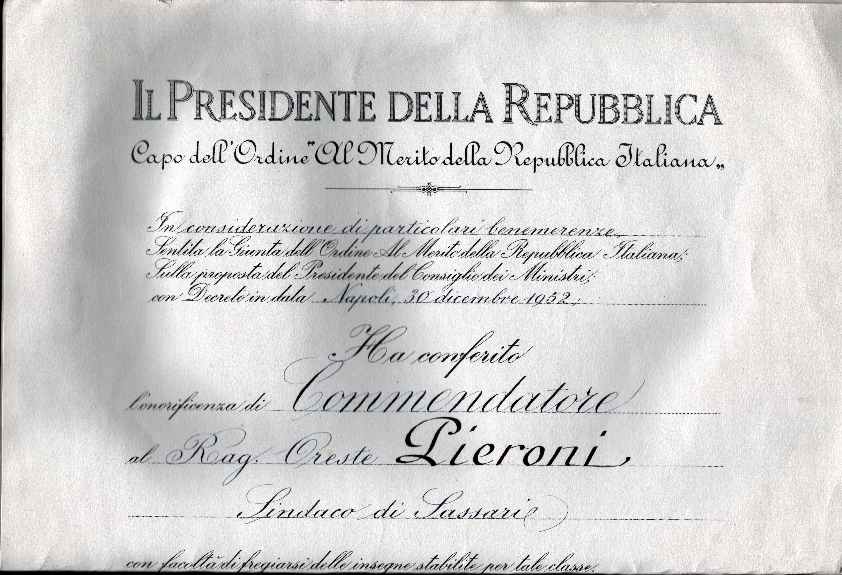 IL PRESIDENTE DELLA REPUBBLICA
Capo dell'Ordine "Al Merito della Repubblica Italiana„
In considerazione di particolari benemerenze
Sentita la Giunta dell'Ordine Al Merito della Repubblica Italiana;
Sulla proposta del Presidente del Consiglio dei Ministri;
con Decreto in data Napoli, 30 dicembre 1952;
Ha conferito
l'onorificenza di Commendatore
al Rag. Oreste Pieroni
Sindaco di Sassari
con facoltà di fregiarsi delle insegne stabilite per tale classe.